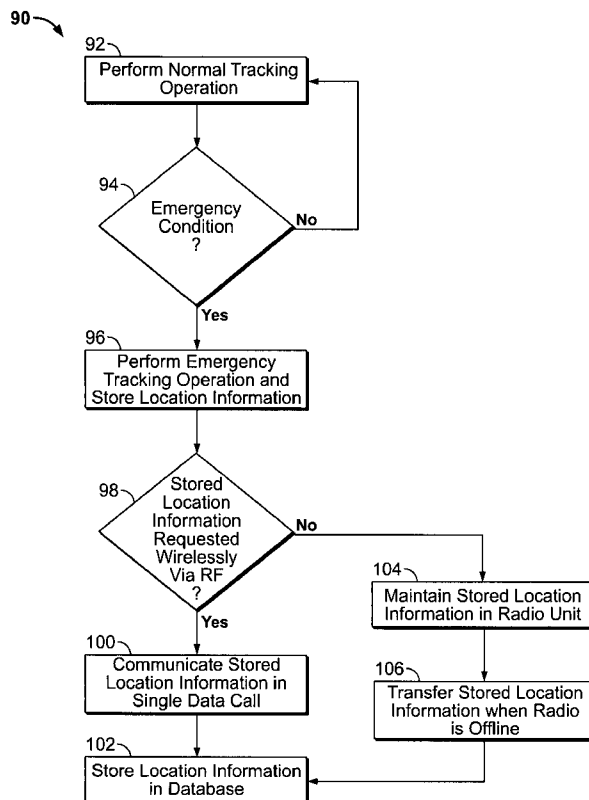 90
92
Perform Normal Tracking
Operation
94
Emergency
Condition
?
No
Yes
96
Perform Emergency
Tracking Operation and
Store Location Information
98
Stored
Location
Information
Requested
Wirelessly
Via RF
?
No
Yes
104
Maintain Stored Location
Information in Radio Unit
100
Communicate Stored
Location Information in
Single Data Call
106
Transfer Stored Location
Information when Radio
is Offline
102
Store Location Information
in Database